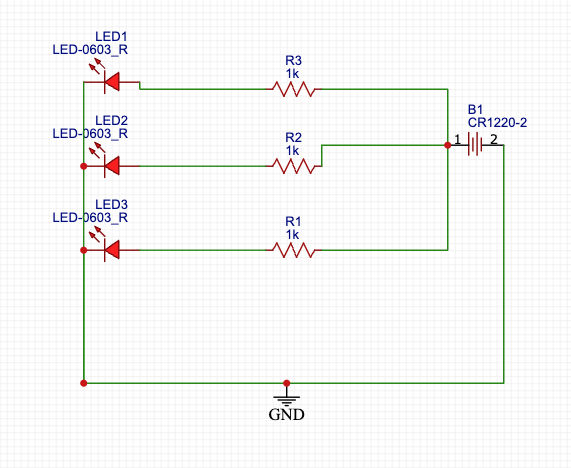 LED1
LED-0603_R
R3
1k
B1
CR1220-2
1
2
LED2
LED-0603_R
R2
1k
LED3
LED-0603_R
R1
1k
GND